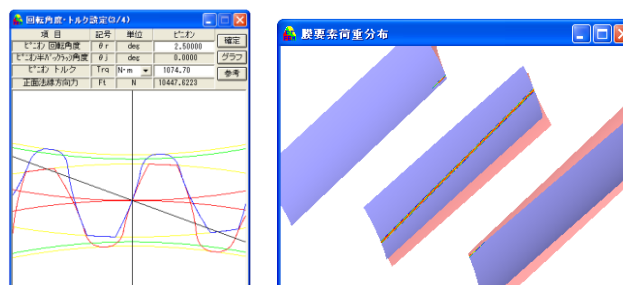 回転角度・トルク設定(3/4)
項 目 記号 単位 ﾋﾟﾆｵﾝ 確定
ﾋﾟﾆｵﾝ 回転角度 θr deg 2.50000
ﾋﾟﾆｵﾝ半ﾊﾞｯｸﾗｯｼ角度 θj deg 0.0000 グラフ
ﾋﾟﾆｵﾝ トルク Trq N・m 1074.70 参考
正面法線方向力 Ft N 10447.6223
膜要素荷重分布